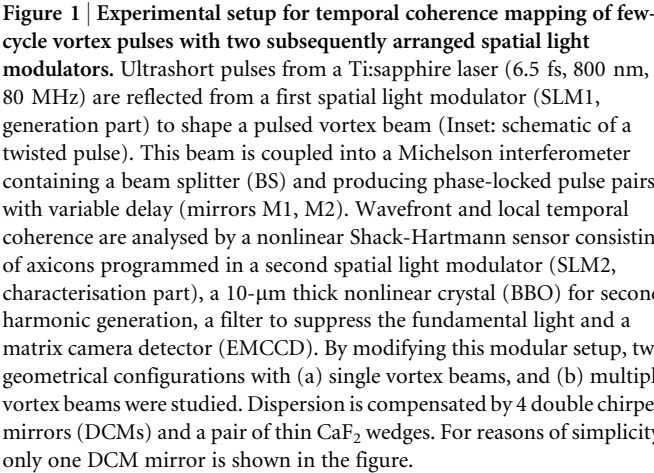 Figure 1 | Experimental setup for temporal coherence mapping of few-
cycle vortex pulses with two subsequently arranged spatial light
modulators. Ultrashort pulses from a Ti:sapphire laser (6.5 fs, 800 nm,
80 MHz) are reflected from a first spatial light modulator (SLM1,
generation part) to shape a pulsed vortex beam (Inset: schematic of a
twisted pulse). This beam is coupled into a Michelson interferometer
containing a beam splitter (BS) and producing phase-locked pulse pairs
with variable delay (mirrors M1, M2). Wavefront and local temporal
coherence are analysed by a nonlinear Shack-Hartmann sensor consistin
of axicons programmed in a second spatial light modulator (SLM2,
characterisation part), a 10-μm thick nonlinear crystal (BBO) for secon
harmonic generation, a filter to suppress the fundamental light and a
matrix camera detector (EMCCD). By modifying this modular setup, tw
geometrical configurations with (a) single vortex beams, and (b) multipl
vortex beams were studied. Dispersion is compensated by 4 double chirpe
mirrors (DCMs) and a pair of thin CaF₂ wedges. For reasons of simplicity
only one DCM mirror is shown in the figure.